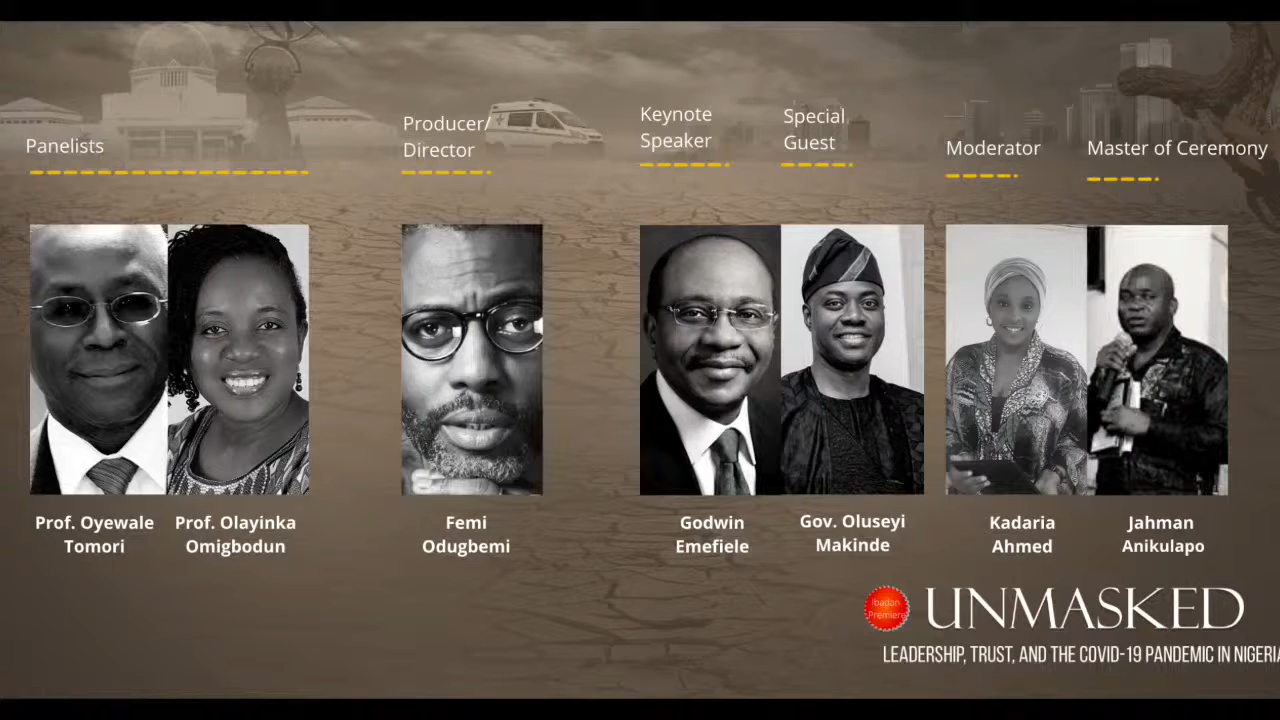 Panelists
Producer/
Director
Keynote
Speaker
Special
Guest
Moderator
Master of Ceremony
Prof. Oyewale
Tomori
Prof. Olayinka
Omigbodun
Femi
Odugbemi
Godwin
Emefiele
Gov. Oluseyi
Makinde
Kadaria
Ahmed
Jahman
Anikulapo
Ibadan
Premiere
UNMASKED
LEADERSHIP, TRUST, AND THE COVID-19 PANDEMIC IN NIGERIA